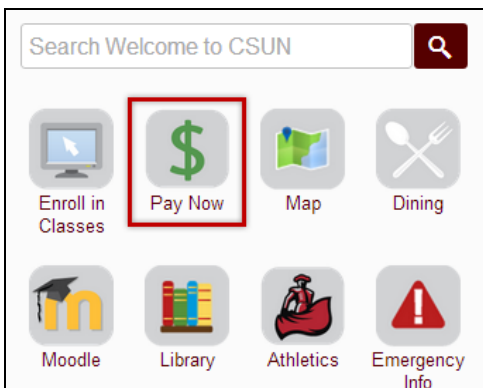 Search Welcome to CSUN
$
Enroll in
Classes
Pay Now
Map
Dining
m
Moodle
Library
Athletics
Emergency
Info